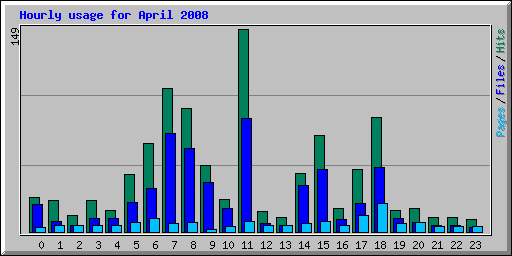 Hourly usage for April 2008
149
Pages/Files/Hits
0 1 2 3 4 5 6 7 8 9 10 11 12 13 14 15 16 17 18 19 20 21 22 23